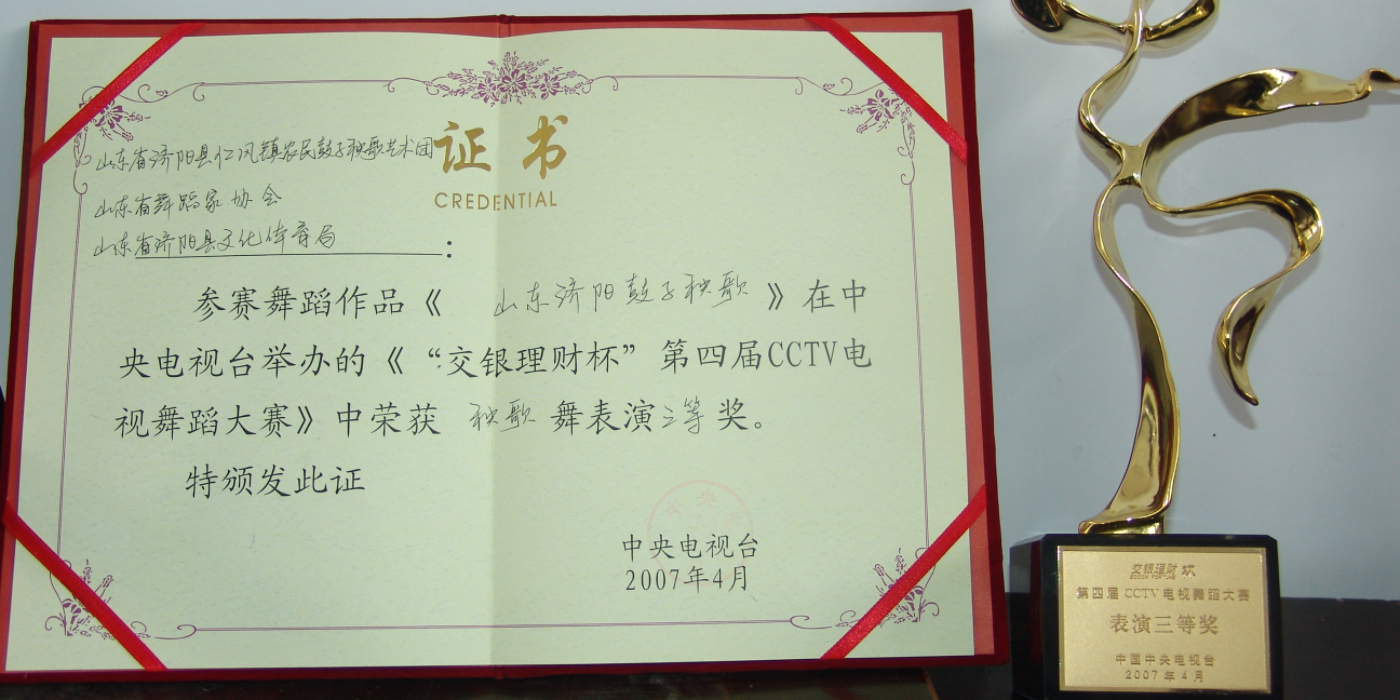 证书
CREDENTIAL
山东省济阳县仁风镇农民鼓子秧歌艺术团
山东省舞蹈家协会
山东省济阳县文化体育局:
参赛舞蹈作品《 山东济阳鼓子秧歌 》在中
央电视台举办的《“交银理财杯”第四届CCTV电
视舞蹈大赛》中荣获 秧歌 舞表演三等奖。
特颁发此证
中央电视台
2007年4月
交银理财 杯
第四届 CCTV 电视舞蹈大赛
表演三等奖
中国中央电视台
2007年4月